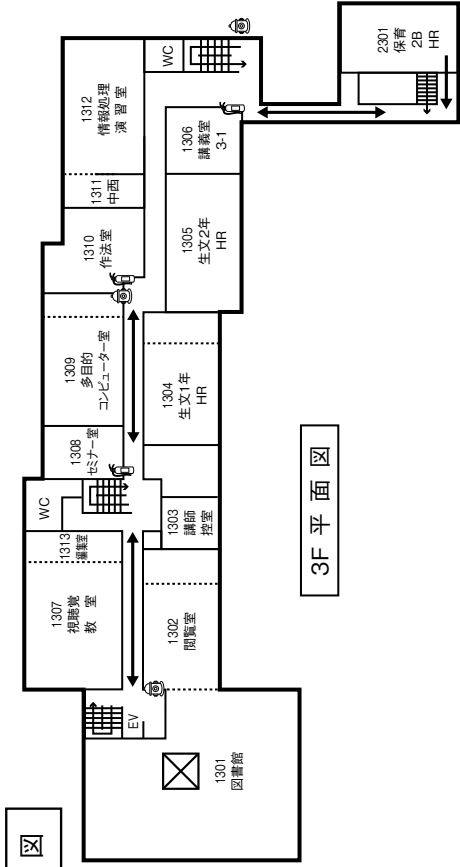 図
3F 平 面 図
1301
図書館
EV
1302
閲覧室
1303
講師
控室
1304
生文1年
HR
1305
生文2年
HR
1306
講義室
3-1
1307
視聴覚
教 室
1313
編集室
WC
1308
セミナー室
1309
多目的
コンピューター室
1310
作法室
1311
中西
1312
情報処理
演 習 室
WC
2301
保育
2B
HR